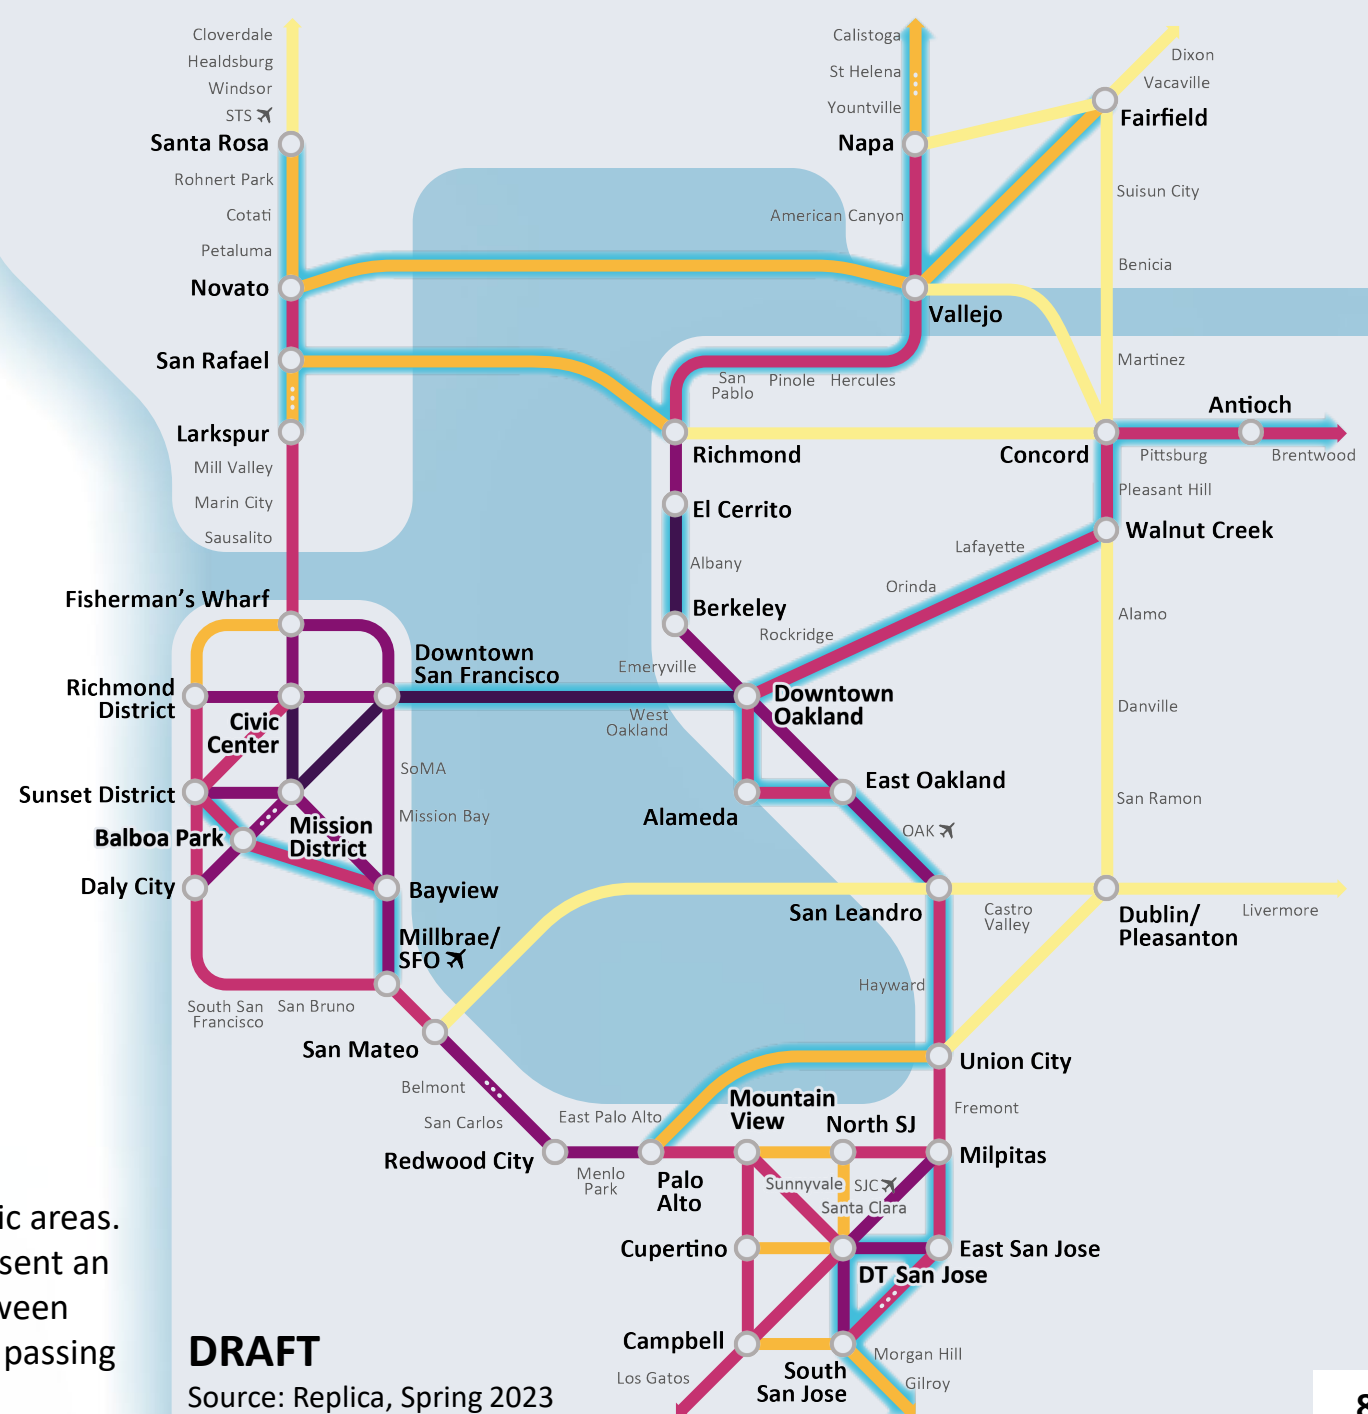 Cloverdale
Healdsburg
Windsor
STS
Santa Rosa
Rohnert Park
Cotati
Petaluma
Novato
San Rafael
Larkspur
Mill Valley
Marin City
Sausalito
Fisherman's Wharf
Calistoga
St Helena
Yountville
Napa
American Canyon
Vallejo
Dixon
Vacaville
Fairfield
Suisun City
Benicia
Martinez
San
Pablo
Pinole
Hercules
Richmond
Concord
Antioch
Pittsburg
Brentwood
Pleasant Hill
Walnut Creek
El Cerrito
Albany
Berkeley
Lafayette
Orinda
Rockridge
Emeryville
Alamo
Danville
San Ramon
Downtown
San Francisco
West
Oakland
Downtown
Oakland
Richmond
District
Civic
Center
SoMA
Mission Bay
Sunset District
Mission
District
Balboa Park
Daly City
Bayview
Millbrae/
SFO
South San
Francisco
San Bruno
San Mateo
East Oakland
Alameda
OAK
San Leandro
Castro
Valley
Dublin/
Pleasanton
Livermore
Hayward
Union City
Fremont
Belmont
San Carlos
Redwood City
East Palo Alto
Menlo
Park
Palo
Alto
Mountain
View
North SJ
Milpitas
Sunnyvale
SJC
Santa Clara
Cupertino
East San Jose
DT San Jose
Campbell
Los Gatos
South
San Jose
Morgan Hill
Gilroy
ic areas.
sent an
ween
passing
DRAFT
Source: Replica, Spring 2023